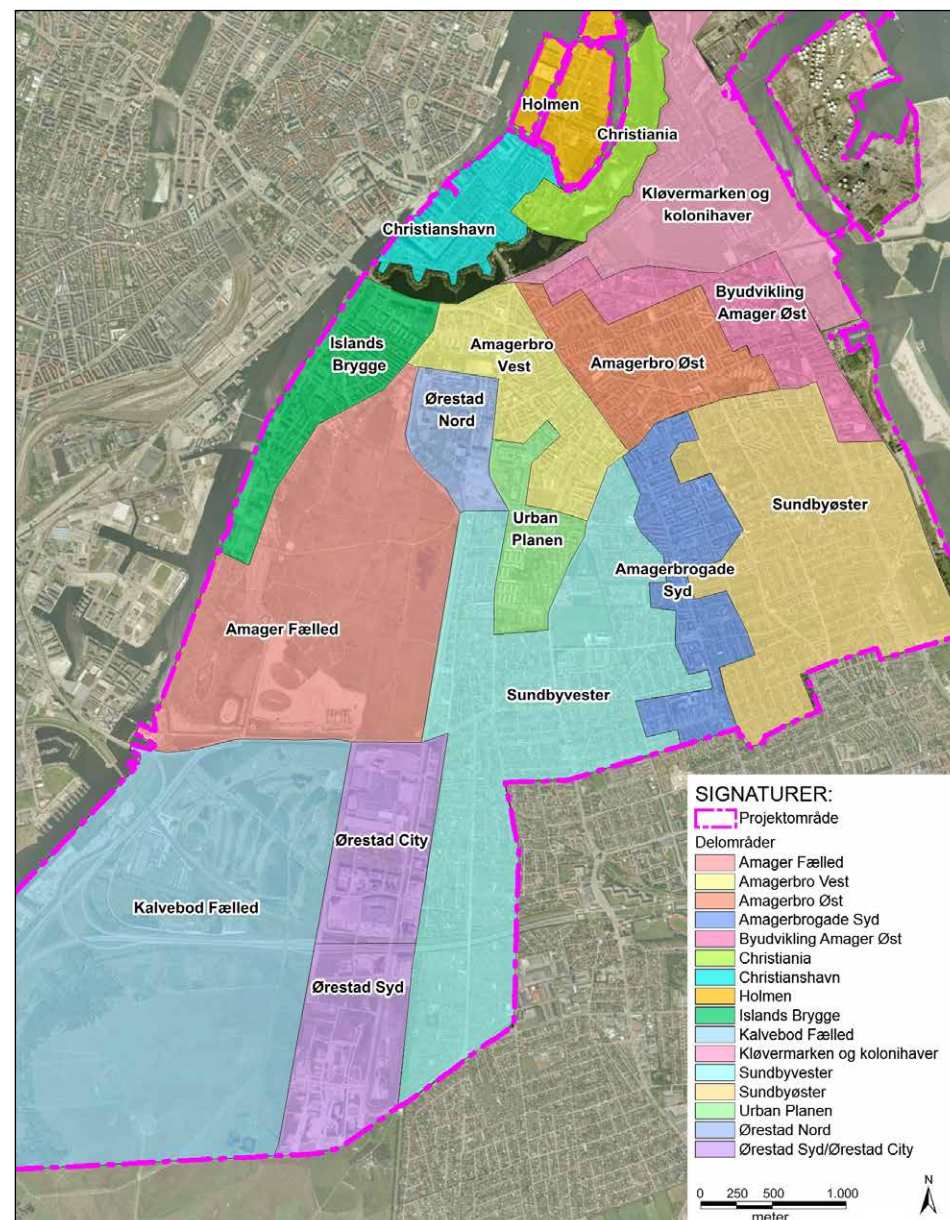 Holmen
Christiania
Kløvermarken og
kolonihaver
Christianshavn
Byudvikling
Amager Øst
Islands
Brygge
Amagerbro
Vest
Amagerbro Øst
Ørestad
Nord
Sundbyøster
Urban
Planen
Amagerbrogade
Syd
Amager Fælled
Sundbyvester
Ørestad City
Kalvebod Fælled
Ørestad Syd
SIGNATURER:
Projektområde
Delområder
Amager Fælled
Amagerbro Vest
Amagerbro Øst
Amagerbrogade Syd
Byudvikling Amager Øst
Christiania
Christianshavn
Holmen
Islands Brygge
Kalvebod Fælled
Kløvermarken og kolonihaver
Sundbyvester
Sundbyøster
Urban Planen
Ørestad Nord
Ørestad Syd/Ørestad City
N
0 250 500 1.000
meter